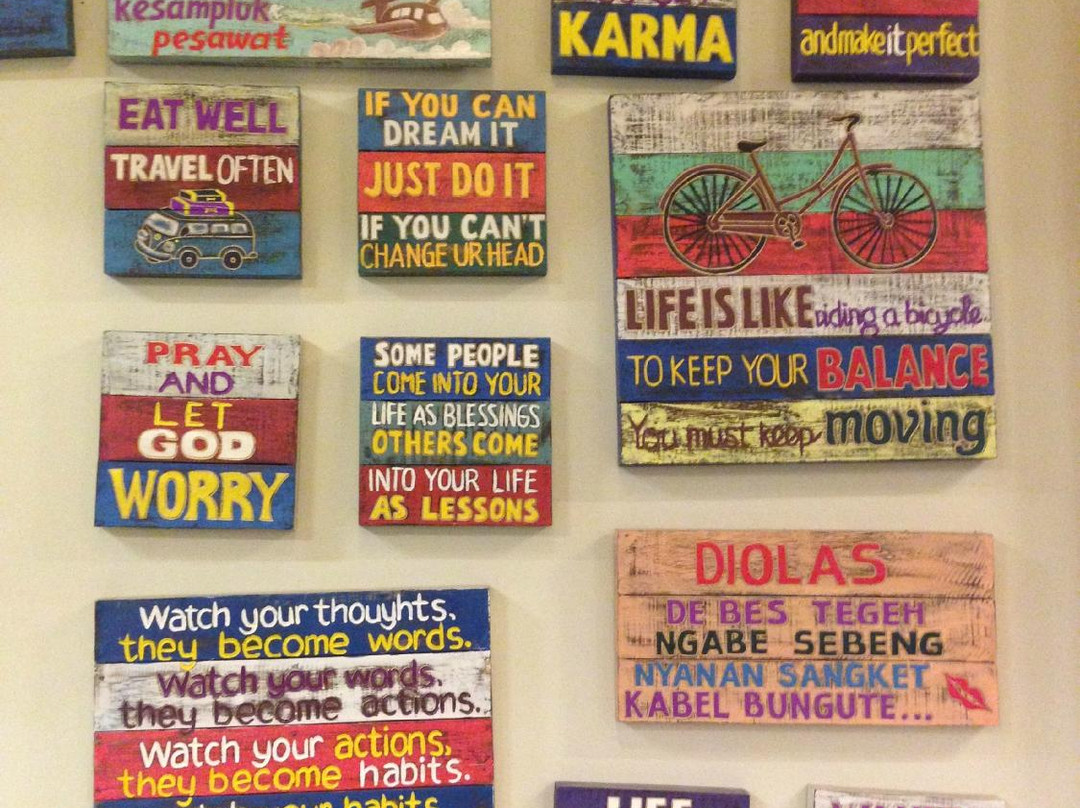 kesampluk
pesawat
KARMA
andmakeitperfect
EAT WELL
TRAVEL OFTEN
IF YOU CAN
DREAM IT
JUST DO IT
IF YOU CAN'T
CHANGE UR HEAD
LIFE IS LIKE riding a bicycle
TO KEEP YOUR BALANCE
You must keep moving
PRAY
AND
LET
GOD
WORRY
SOME PEOPLE
COME INTO YOUR
LIFE AS BLESSINGS
OTHERS COME
INTO YOUR LIFE
AS LESSONS
DIOLAS
DE BES TEGEH
NGABE SEBENG
NYANAN SANGKET
KABEL BUNGUTE...
Watch your thoughts,
they become words.
Watch your words,
they become actions.
Watch your actions,
they become habits.
your habits
LIFE